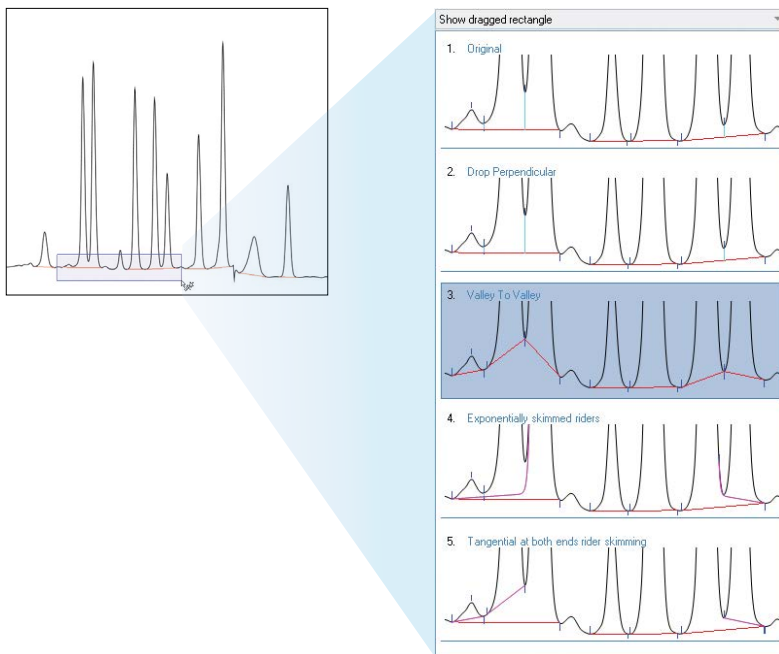 Show dragged rectangle
1. Original
2. Drop Perpendicular
3. Valley To Valley
4. Exponentially skimmed riders
5. Tangential at both ends rider skimming